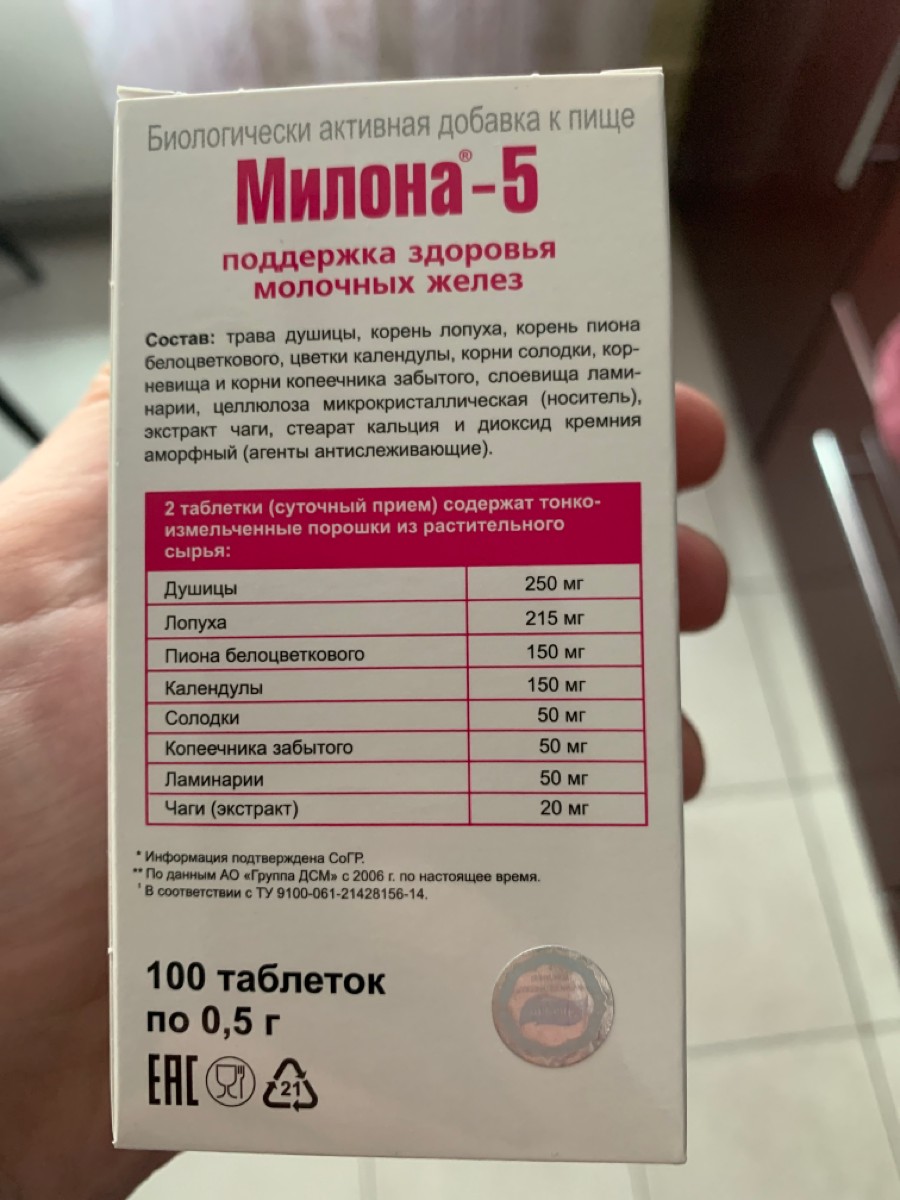 Биологически активная добавка к пище
Милона®-5
поддержка здоровья
молочных желез
Состав: трава душицы, корень лопуха, корень пиона
белоцветкового, цветки календулы, корни солодки, кор-
невища и корни копеечника забытого, слоевища лами-
нарии, целлюлоза микрокристаллическая (носитель),
экстракт чаги, стеарат кальция и диоксид кремния
аморфный (агенты антислеживающие).
2 таблетки (суточный прием) содержат тонко-
измельченные порошки из растительного
сырья:
Душицы 250 мг
Лопуха 215 мг
Пиона белоцветкового 150 мг
Календулы 150 мг
Солодки 50 мг
Копеечника забытого 50 мг
Ламинарии 50 мг
Чаги (экстракт) 20 мг
* Информация подтверждена СоГР.
** По данным АО «Группа ДСМ» с 2006 г. по настоящее время.
¹ В соответствии с ТУ 9100-061-21428156-14.
100 таблеток
по 0,5 г
EAC
21